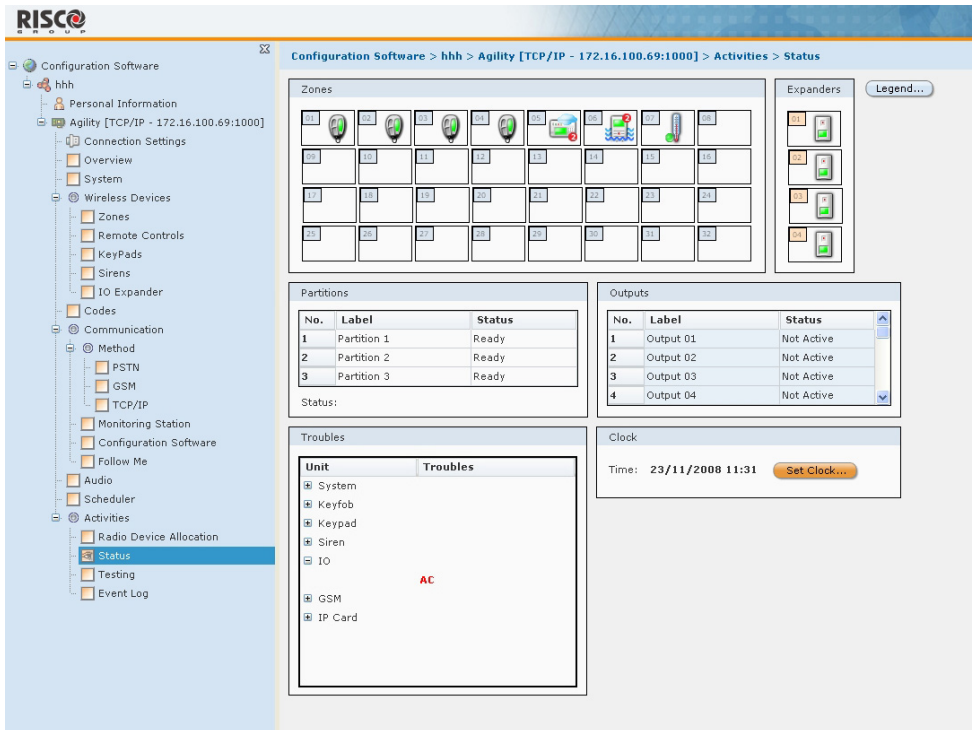 RISCO
GROUP
Configuration Software
hhh
Personal Information
Agility [TCP/IP - 172.16.100.69:1000]
Connection Settings
Overview
System
Wireless Devices
Zones
Remote Controls
KeyPads
Sirens
IO Expander
Codes
Communication
Method
PSTN
GSM
TCP/IP
Monitoring Station
Configuration Software
Follow Me
Audio
Scheduler
Activities
Radio Device Allocation
Status
Testing
Event Log
Configuration Software > hhh > Agility [TCP/IP - 172.16.100.69:1000] > Activities > Status
Zones
01 02 03 04 05 2 06 2 07 08
09 10 11 12 13 14 15 16
17 18 19 20 21 22 23 24
25 26 27 28 29 30 31 32
Expanders
01
02
03
04
Legend...
Partitions
No. Label Status
1 Partition 1 Ready
2 Partition 2 Ready
3 Partition 3 Ready
Status:
Outputs
No. Label Status
1 Output 01 Not Active
2 Output 02 Not Active
3 Output 03 Not Active
4 Output 04 Not Active
Troubles
Unit Troubles
System
Keyfob
Keypad
Siren
IO
AC
GSM
IP Card
Clock
Time: 23/11/2008 11:31 Set Clock...